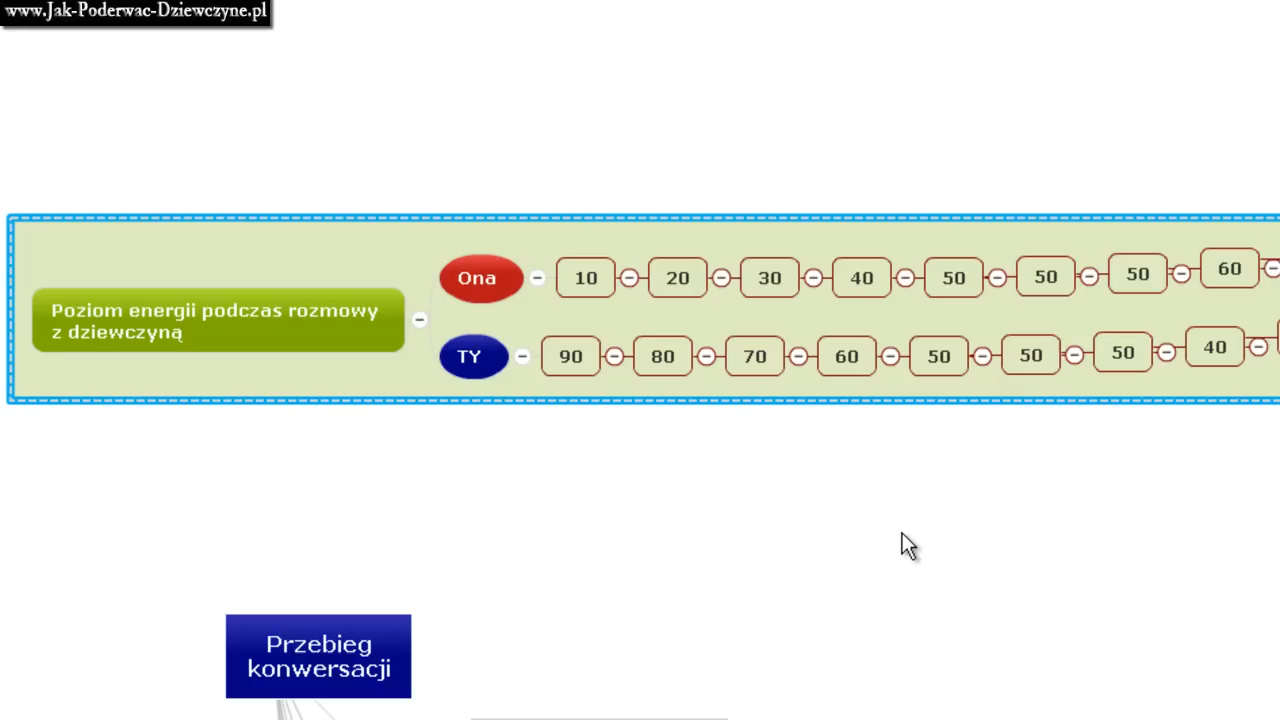 www.Jak-Poderwac-Dziewczyne.pl
Ona 10 20 30 40 50 50 50 60
Poziom energii podczas rozmowy
z dziewczyną
TY 90 80 70 60 50 50 50 40
Przebieg
konwersacji